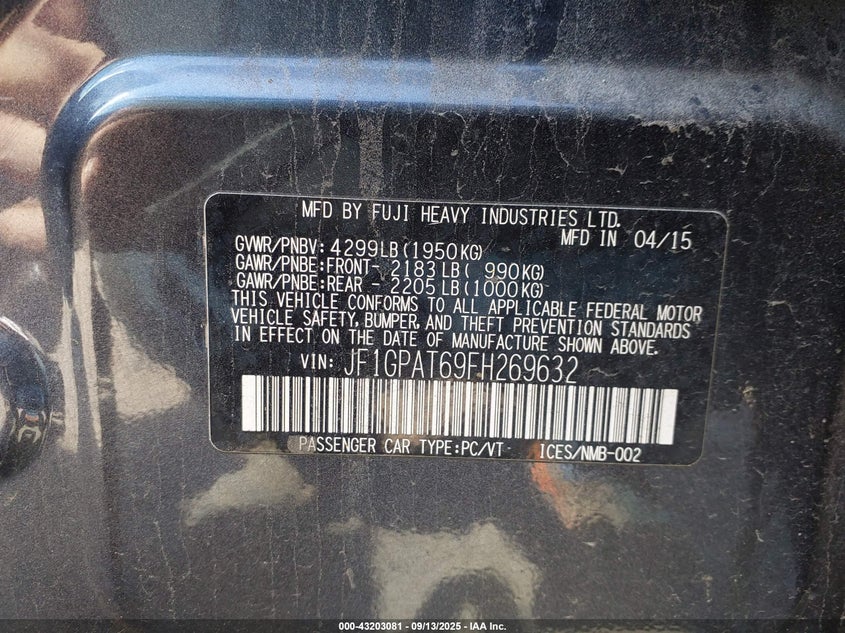 MFD BY FUJI HEAVY INDUSTRIES LTD.
MFD IN 04/15
GVWR/PNBV: 4299LB(1950KG)
GAWR/PNBE:FRONT- 2183LB( 990KG)
GAWR/PNBE:REAR - 2205LB(1000KG)
THIS VEHICLE CONFORMS TO ALL APPLICABLE FEDERAL MOTOR
VEHICLE SAFETY, BUMPER, AND THEFT PREVENTION STANDARDS
IN EFFECT ON THE DATE OF MANUFACTURE SHOWN ABOVE.
VIN: JF1GPAT69FH269632
PASSENGER CAR TYPE:PC/VT ICES/NMB-002
000-43203081 - 09/13/2025 - IAA Inc.